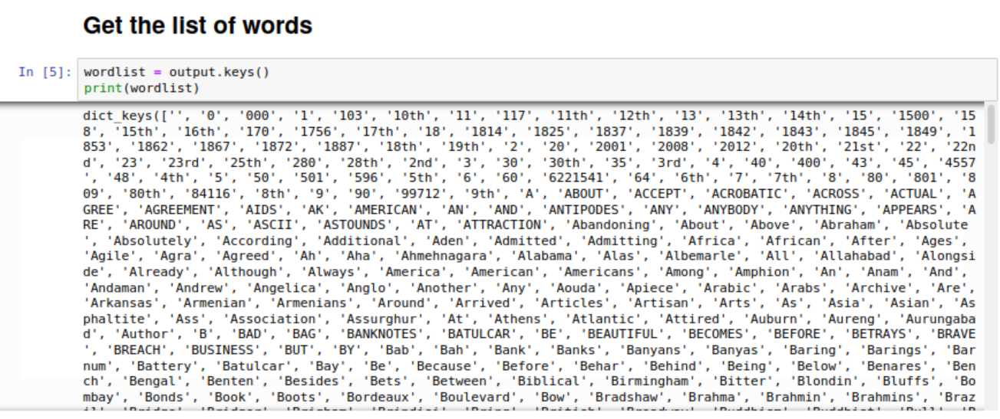 Get the list of words
In [5]: wordlist = output.keys()
print(wordlist)
dict_keys(['', '0', '000', '1', '103', '10th', '11', '117', '11th', '12th', '13', '13th', '14th', '15', '1500', '15
8', '15th', '16th', '170', '1756', '17th', '18', '1814', '1825', '1837', '1839', '1842', '1843', '1845', '1849', '1
853', '1862', '1867', '1872', '1887', '18th', '19th', '2', '20', '2001', '2008', '2012', '20th', '21st', '22', '22n
d', '23', '23rd', '25th', '280', '28th', '2nd', '3', '30', '30th', '35', '3rd', '4', '40', '400', '43', '45', '4557
', '48', '4th', '5', '50', '501', '596', '5th', '6', '60', '6221541', '64', '6th', '7', '7th', '8', '80', '801', '8
09', '80th', '84116', '8th', '9', '90', '99712', '9th', 'A', 'ABOUT', 'ACCEPT', 'ACROBATIC', 'ACROSS', 'ACTUAL', 'A
GREE', 'AGREEMENT', 'AIDS', 'AK', 'AMERICAN', 'AN', 'AND', 'ANTIPODES', 'ANY', 'ANYBODY', 'ANYTHING', 'APPEARS', 'A
RE', 'AROUND', 'AS', 'ASCII', 'ASTOUNDS', 'AT', 'ATTRACTION', 'Abandoning', 'About', 'Above', 'Abraham', 'Absolute
', 'Absolutely', 'According', 'Additional', 'Aden', 'Admitted', 'Admitting', 'Africa', 'African', 'After', 'Ages',
'Agile', 'Agra', 'Agreed', 'Ah', 'Aha', 'Ahmehnagara', 'Alabama', 'Alas', 'Albemarle', 'All', 'Allahabad', 'Alongsi
de', 'Already', 'Although', 'Always', 'America', 'American', 'Americans', 'Among', 'Amphion', 'An', 'Anam', 'And',
'Andaman', 'Andrew', 'Angelica', 'Anglo', 'Another', 'Any', 'Aouda', 'Apiece', 'Arabic', 'Arabs', 'Archive', 'Are',
'Arkansas', 'Armenian', 'Armenians', 'Around', 'Arrived', 'Articles', 'Artisan', 'Arts', 'As', 'Asia', 'Asian', 'As
phaltite', 'Ass', 'Association', 'Assurghur', 'At', 'Athens', 'Atlantic', 'Attired', 'Auburn', 'Aureng', 'Aurungaba
d', 'Author', 'B', 'BAD', 'BAG', 'BANKNOTES', 'BATULCAR', 'BE', 'BEAUTIFUL', 'BECOMES', 'BEFORE', 'BETRAYS', 'BRAVE
', 'BREACH', 'BUSINESS', 'BUT', 'BY', 'Bab', 'Bah', 'Bank', 'Banks', 'Banyans', 'Banyas', 'Baring', 'Barings', 'Bar
num', 'Battery', 'Batulcar', 'Bay', 'Be', 'Because', 'Before', 'Behar', 'Behind', 'Being', 'Below', 'Benares', 'Ben
ch', 'Bengal', 'Benten', 'Besides', 'Bets', 'Between', 'Biblical', 'Birmingham', 'Bitter', 'Blondin', 'Bluffs', 'Bo
mbay', 'Bonds', 'Book', 'Boots', 'Bordeaux', 'Boulevard', 'Bow', 'Bradshaw', 'Brahma', 'Brahmin', 'Brahmins', 'Braz